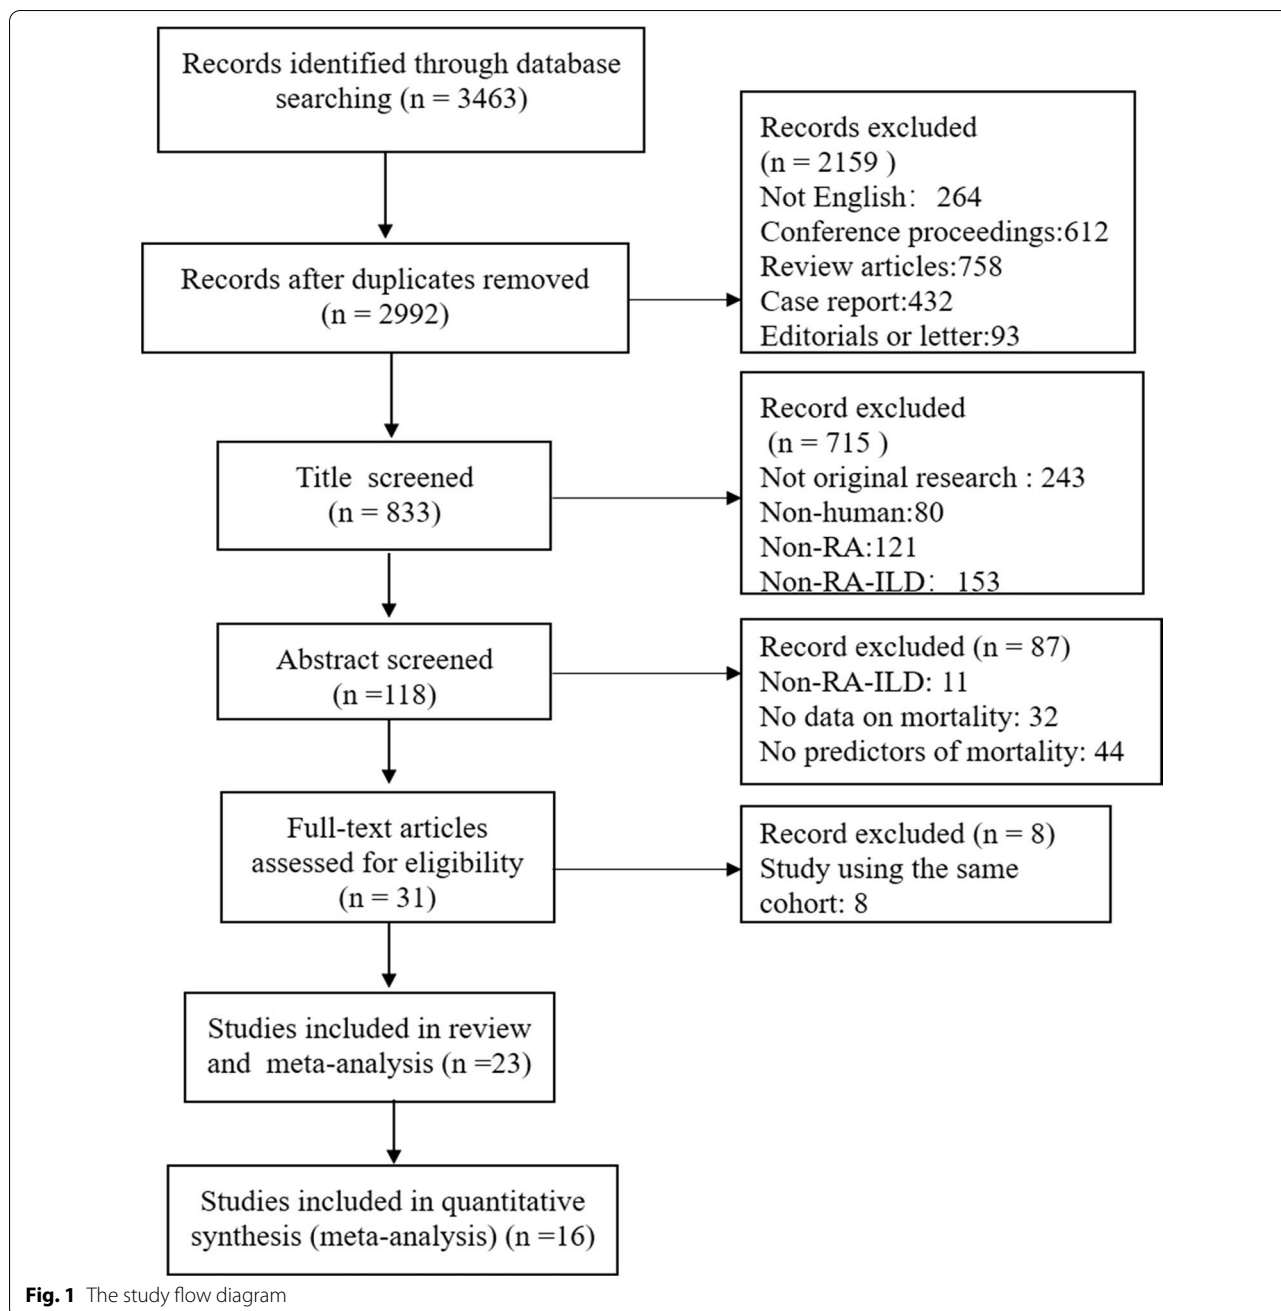 Records identified through database
searching (n = 3463)
Records excluded
(n = 2159 )
Not English： 264
Conference proceedings:612
Review articles:758
Case report:432
Editorials or letter:93
Records after duplicates removed
(n = 2992)
Record excluded
(n = 715 )
Not original research : 243
Non-human:80
Non-RA:121
Non-RA-ILD： 153
Title screened
(n = 833)
Abstract screened
(n =118)
Record excluded (n = 87)
Non-RA-ILD: 11
No data on mortality: 32
No predictors of mortality: 44
Full-text articles
assessed for eligibility
(n = 31)
Record excluded (n = 8)
Study using the same
cohort: 8
Studies included in review
and meta-analysis (n =23)
Studies included in quantitative
synthesis (meta-analysis) (n =16)
Fig. 1 The study flow diagram